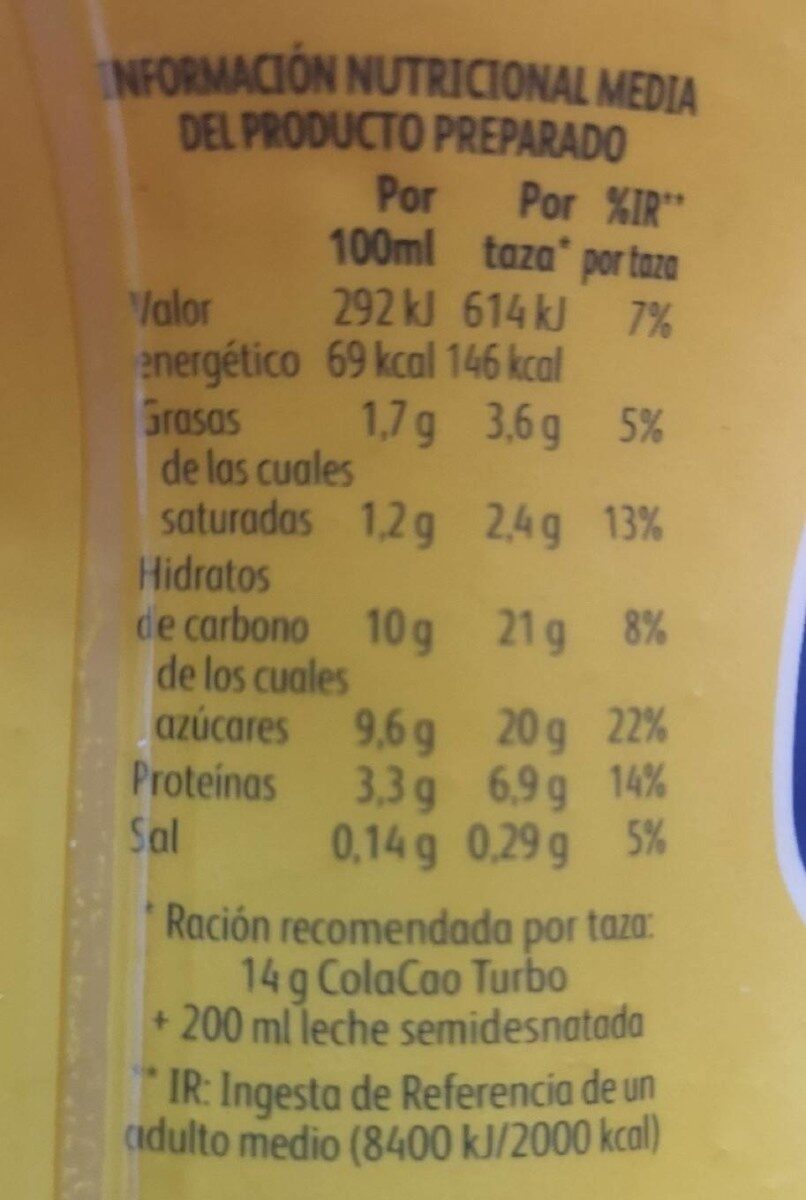 INFORMACIÓN NUTRICIONAL MEDIA
DEL PRODUCTO PREPARADO
Por Por %IR**
100ml taza* por taza
Valor 292 kJ 614 kJ 7%
energético 69 kcal 146 kcal
Grasas 1,7 g 3,6 g 5%
de las cuales
saturadas 1,2 g 2,4 g 13%
Hidratos
de carbono 10 g 21 g 8%
de los cuales
azúcares 9,6 g 20 g 22%
Proteínas 3,3 g 6,9 g 14%
Sal 0,14 g 0,29 g 5%
* Ración recomendada por taza:
14 g ColaCao Turbo
+ 200 ml leche semidesnatada
** IR: Ingesta de Referencia de un
adulto medio (8400 kJ/2000 kcal)